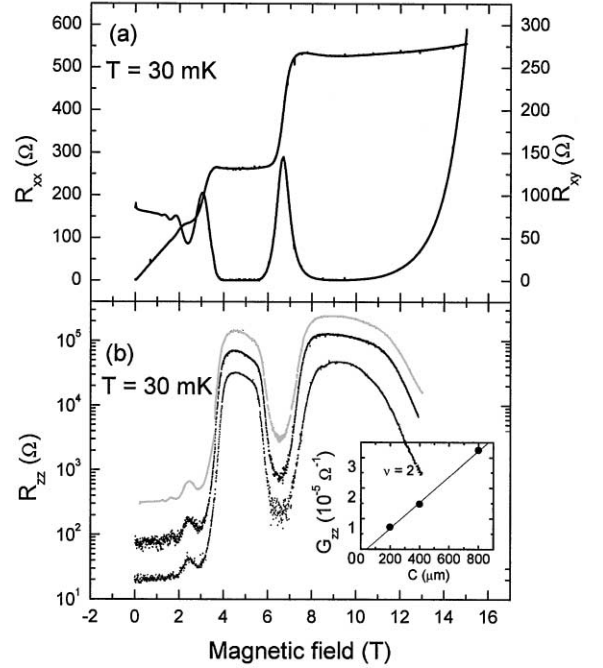 (a)
T = 30 mK
R_xx (Ω)
600
500
400
300
200
100
0
R_xy (Ω)
300
250
200
150
100
50
0
(b)
T = 30 mK
R_zz (Ω)
10^5
10^4
10^3
10^2
10^1
G_zz (10^-5 Ω^-1)
3
2
1
ν = 2
00 200 400 600 800
C (μm)
-2 0 2 4 6 8 10 12 14 16
Magnetic field (T)